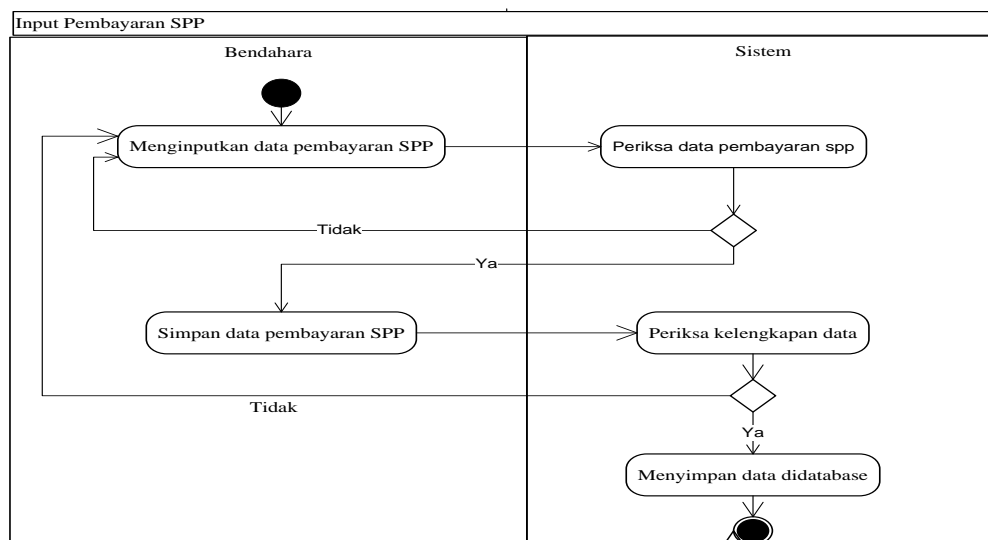 Input Pembayaran SPP
Bendahara
Sistem
Menginputkan data pembayaran SPP
Periksa data pembayaran spp
Tidak
Ya
Simpan data pembayaran SPP
Periksa kelengkapan data
Tidak
Ya
Menyimpan data didatabase